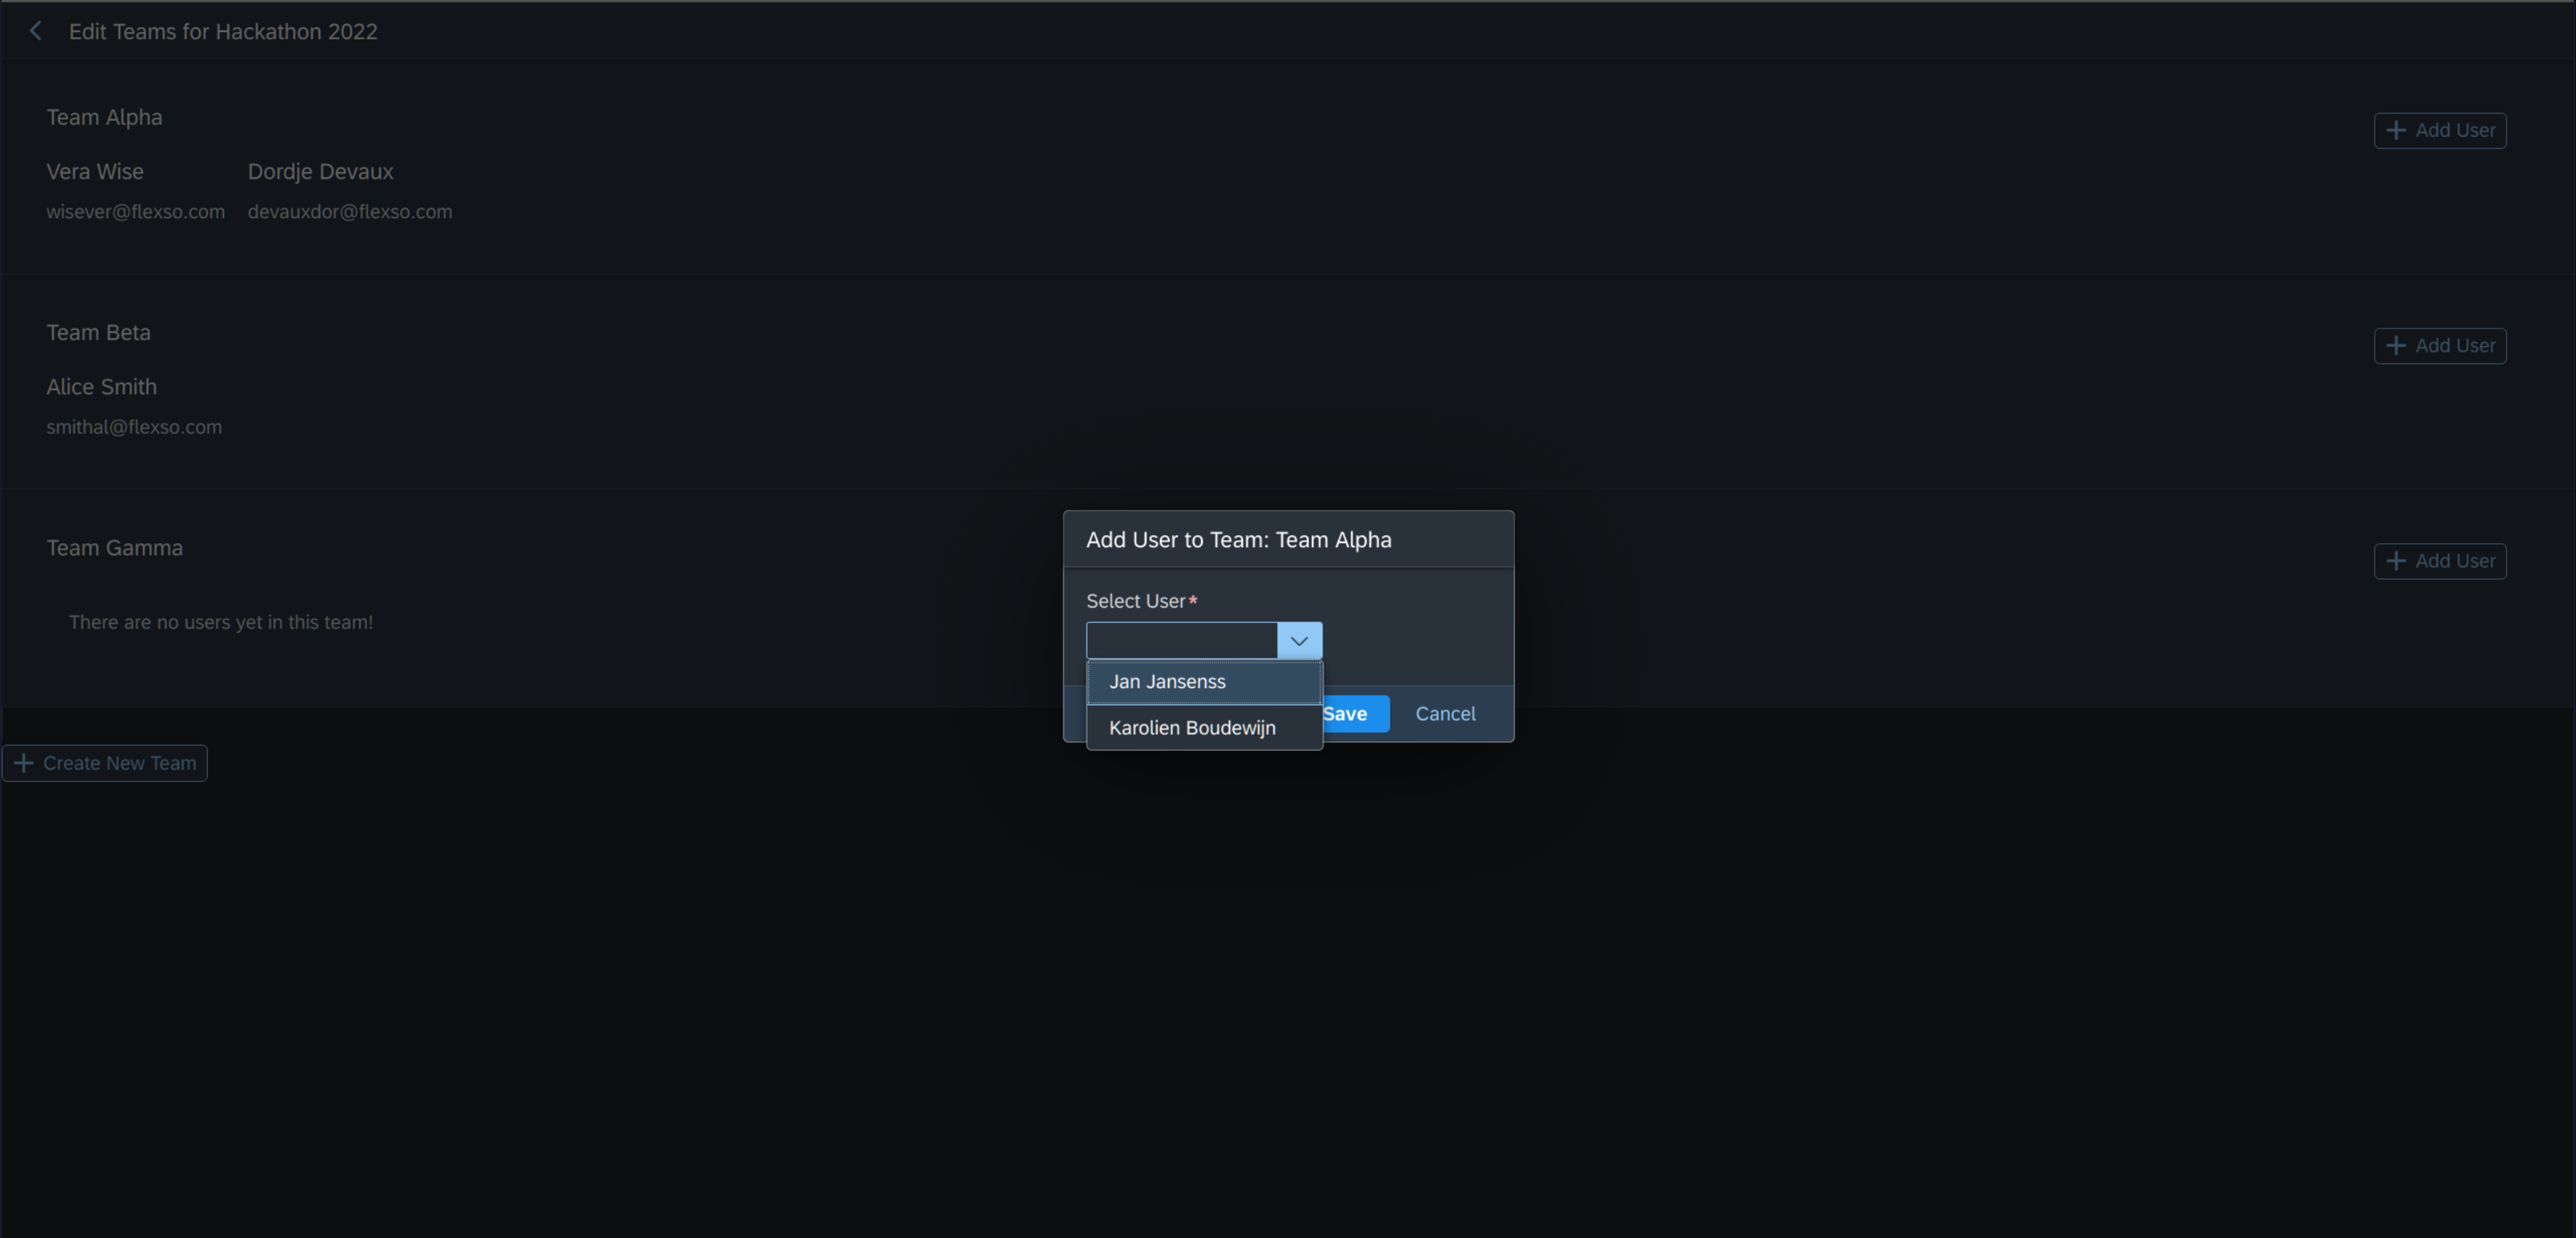 Edit Teams for Hackathon 2022
Team Alpha
Add User
Vera Wise Dordje Devaux
wisever@flexso.com devauxdor@flexso.com
Team Beta
Add User
Alice Smith
smithal@flexso.com
Team Gamma
Add User
There are no users yet in this team!
Create New Team
Add User to Team: Team Alpha
Select User*
Jan Jansenss
Karolien Boudewijn
Save Cancel